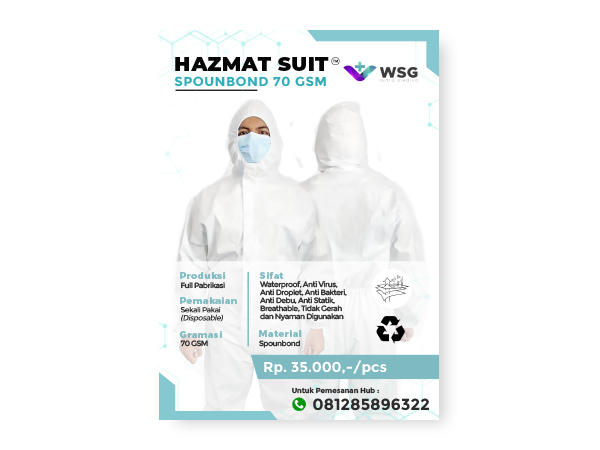 HAZMAT SUIT
TM
SPOUNBOND 70 GSM
WSG
Produksi
Full Pabrikasi
Pemakaian
Sekali Pakai
(Disposable)
Gramasi
70 GSM
Sifat
Waterproof, Anti Virus,
Anti Droplet, Anti Bakteri,
Anti Debu, Anti Statik,
Breathable, Tidak Gerah
dan Nyaman Digunakan
Material
Spounbond
Rp. 35.000,-/pcs
Untuk Pemesanan Hub :
081285896322